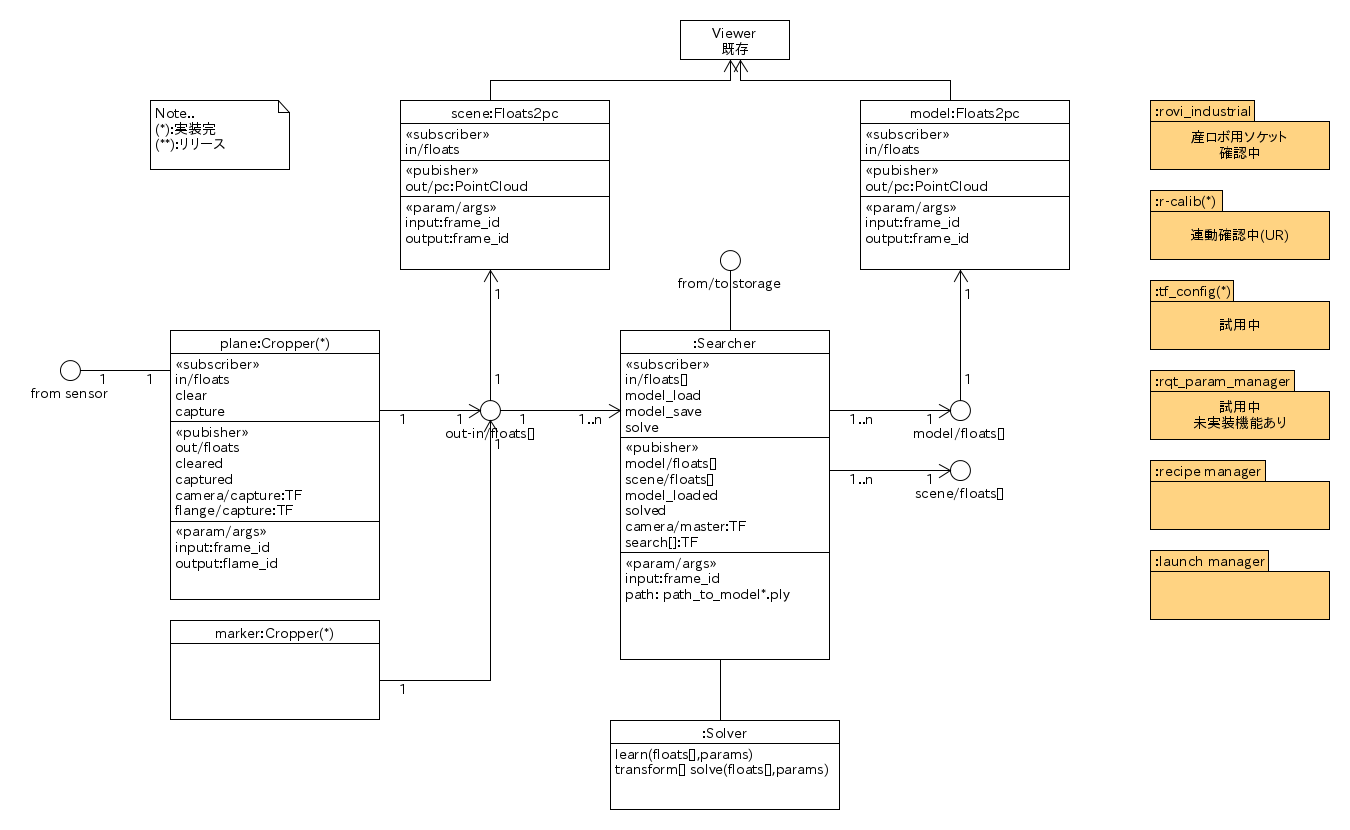 Viewer
既存
Note..
(*):実装完
(**):リリース
scene:Floats2pc
«subscriber»
in/floats
«pubisher»
out/pc:PointCloud
«param/args»
input:frame_id
output:frame_id
model:Floats2pc
«subscriber»
in/floats
«pubisher»
out/pc:PointCloud
«param/args»
input:frame_id
output:frame_id
:rovi_industrial
産ロボ用ソケット
確認中
:r-calib(*)
連動確認中(UR)
:tf_config(*)
試用中
:rqt_param_manager
試用中
未実装機能あり
:recipe manager
:launch manager
from/to storage
1
1
1
1
from sensor
1
1
plane:Cropper(*)
«subscriber»
in/floats
clear
capture
«pubisher»
out/floats
cleared
captured
camera/capture:TF
flange/capture:TF
«param/args»
input:frame_id
output:flame_id
1
1
1
1..n
out-in/floats[]
1
:Searcher
«subscriber»
in/floats[]
model_load
model_save
solve
«pubisher»
model/floats[]
scene/floats[]
model_loaded
solved
camera/master:TF
search[]:TF
«param/args»
input:frame_id
path: path_to_model*.ply
1..n
1
model/floats[]
1..n
1
scene/floats[]
marker:Cropper(*)
1
:Solver
learn(floats[],params)
transform[] solve(floats[],params)